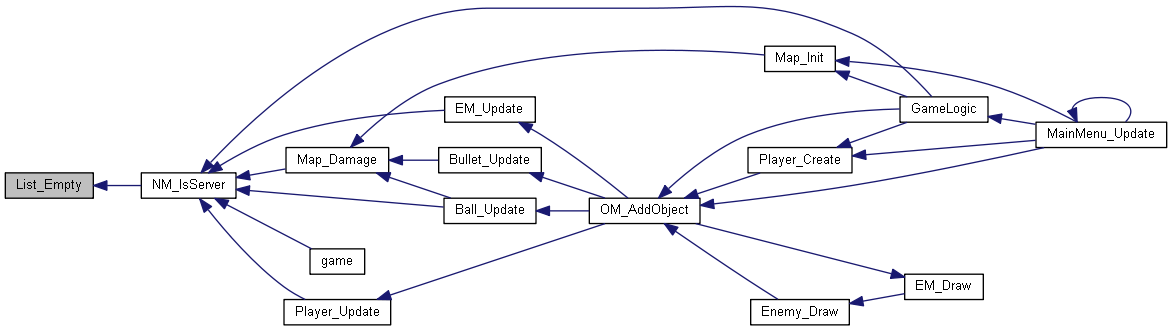 List_Empty
NM_IsServer
EM_Update
Map_Damage
Bullet_Update
Ball_Update
game
Player_Update
OM_AddObject
Map_Init
GameLogic
MainMenu_Update
Player_Create
EM_Draw
Enemy_Draw